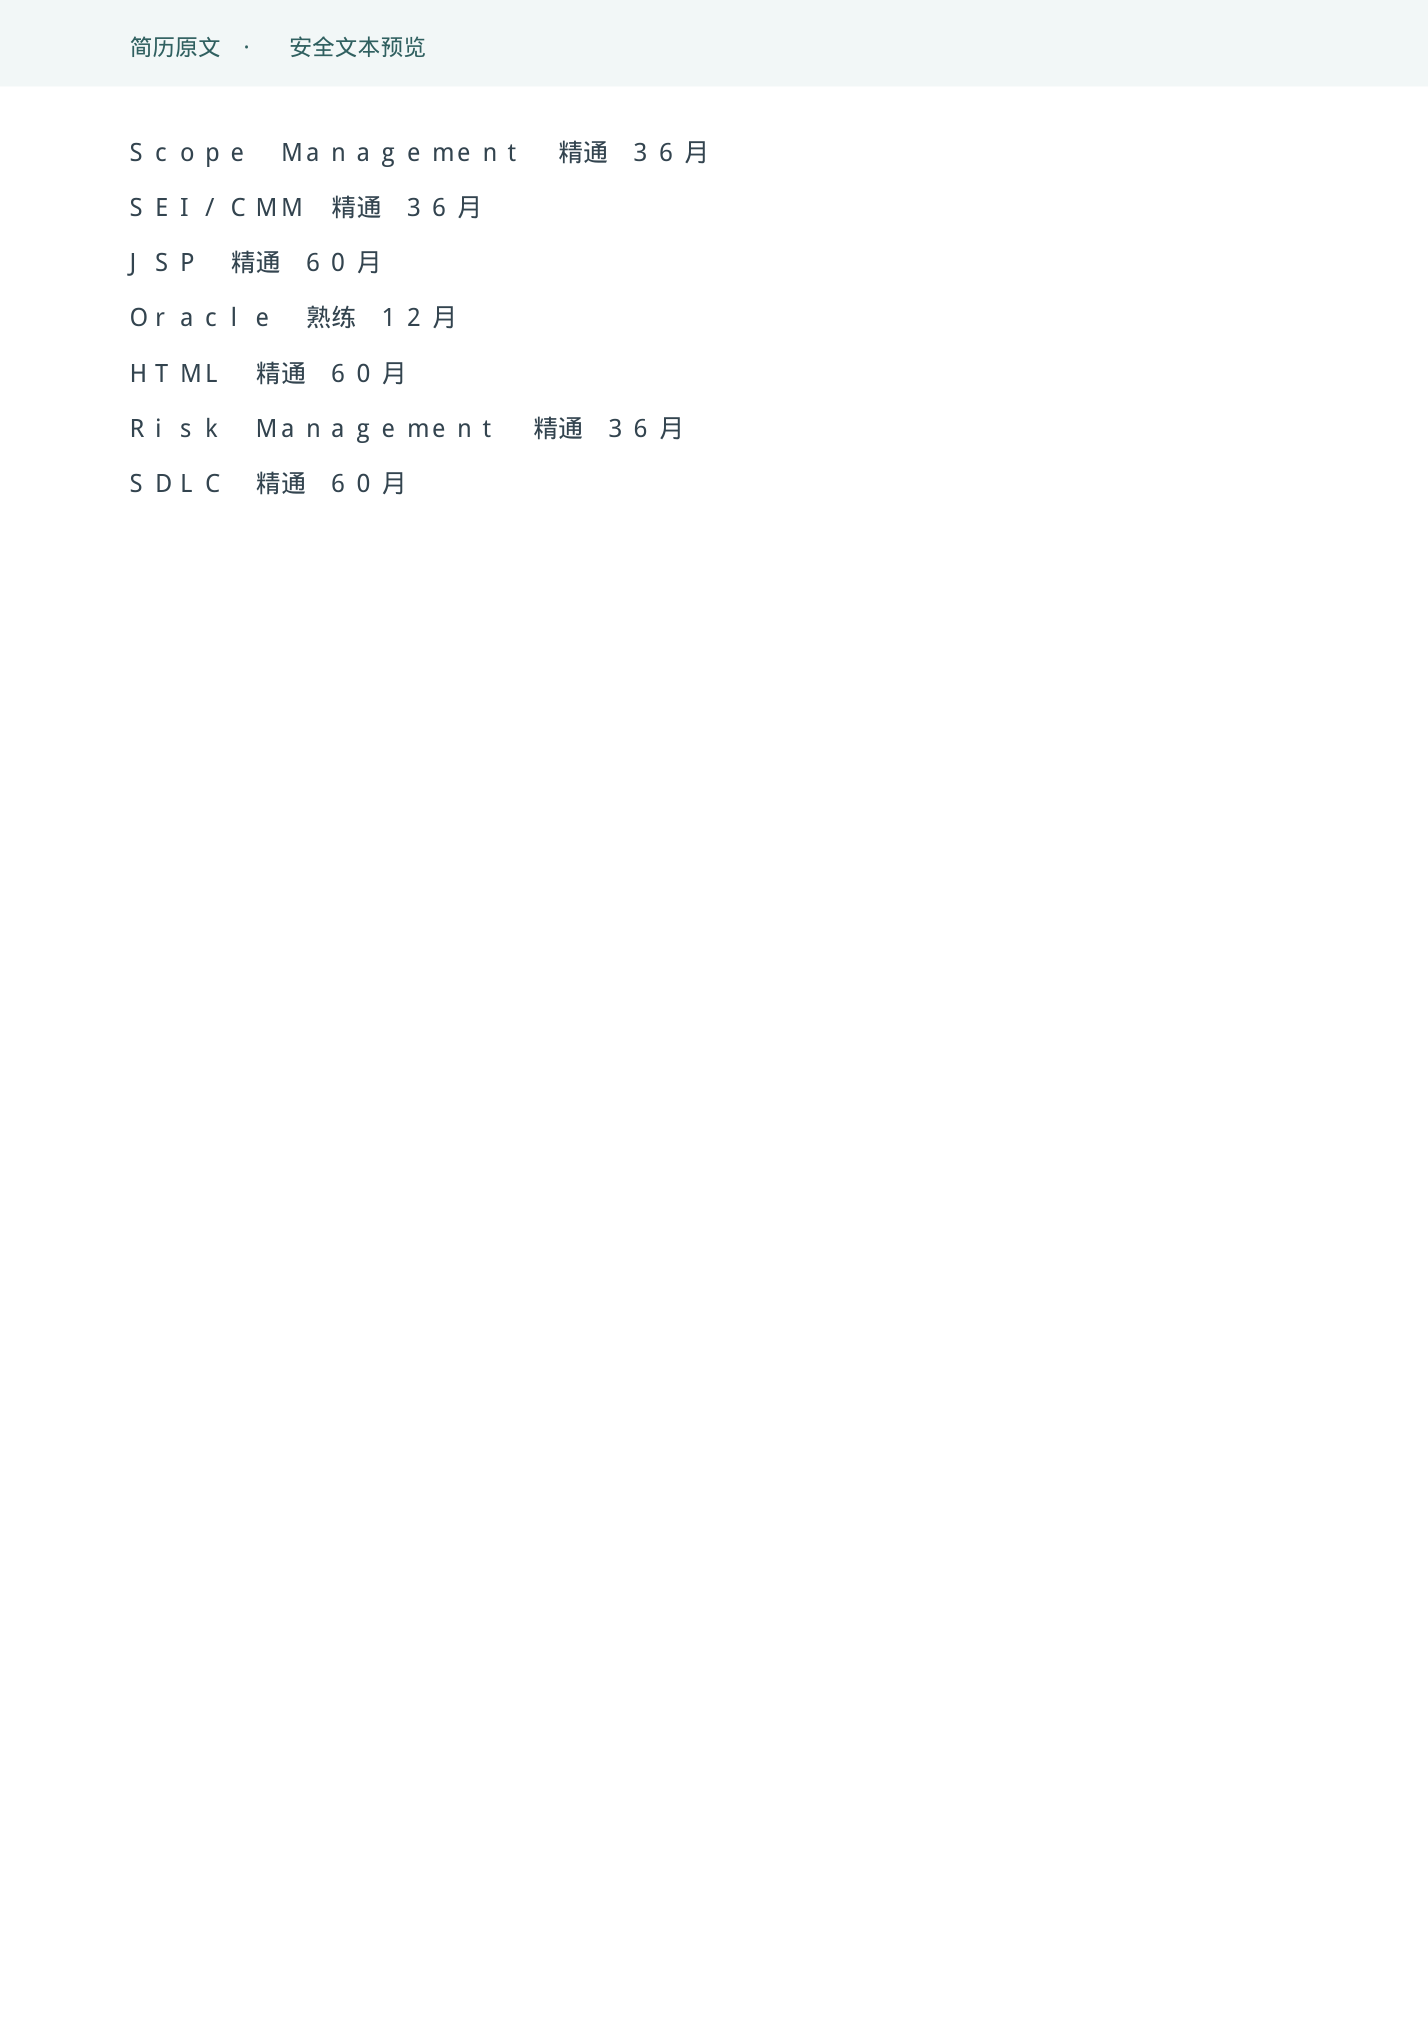 简历原文 · 安全文本预览
Scope Management 精通 36月
SEI/CMM 精通 36月
JSP 精通 60月
Oracle 熟练 12月
HTML 精通 60月
Risk Management 精通 36月
SDLC 精通 60月